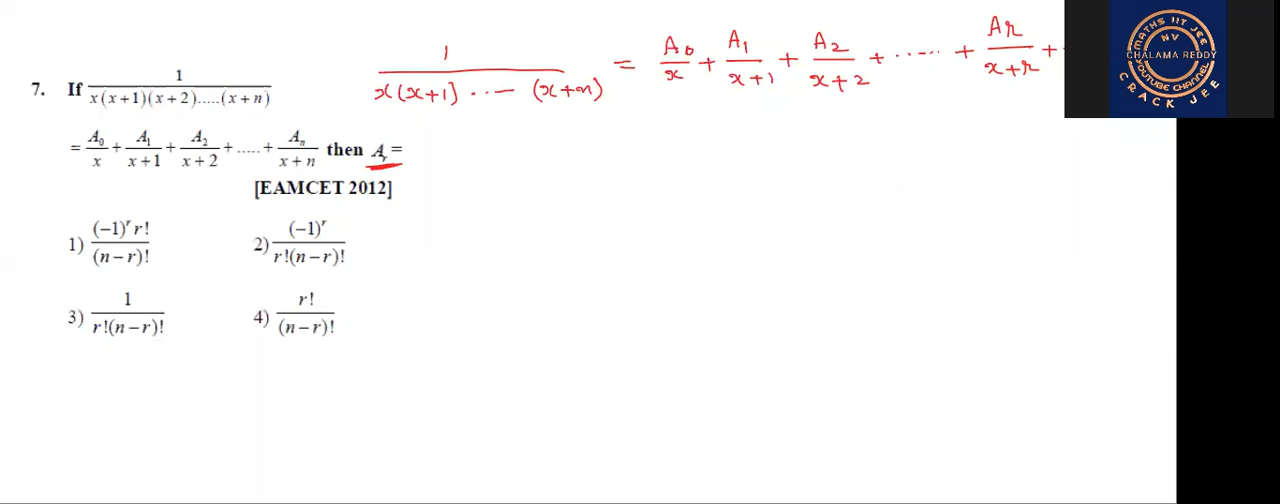 1/(x(x+1)...(x+n)) = A0/x + A1/(x+1) + A2/(x+2) + ...... + Ar/(x+r) +
MATHS IIT JEE
NV
CHALAMA REDDY
YOUTUBE CHANNEL
CRACK JEE
7. If 1/(x(x+1)(x+2).....(x+n))
= A₀/x + A₁/(x+1) + A₂/(x+2) + ..... + Aₙ/(x+n) then Aᵣ =
[EAMCET 2012]
1) (−1)ʳ r!/(n−r)! 2) (−1)ʳ/(r!(n−r)!)
3) 1/(r!(n−r)!) 4) r!/(n−r)!